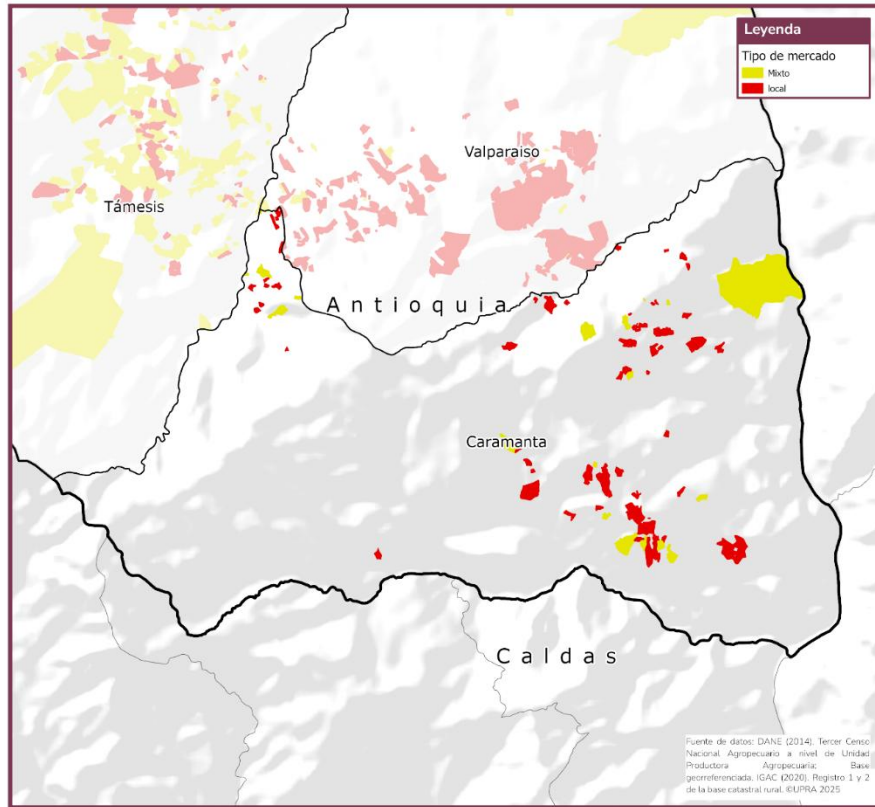 Leyenda
Tipo de mercado
Mixto
local
Valparaiso
Támesis
Antioquia
Caramanta
Caldas
Fuente de datos: DANE (2014), Tercer Censo
Nacional Agropecuario a nivel de Unidad
Productora Agropecuaria; Base
georreferenciada. IGAC (2020). Registro 1 y 2
de la base catastral rural. ©UPRA 2025